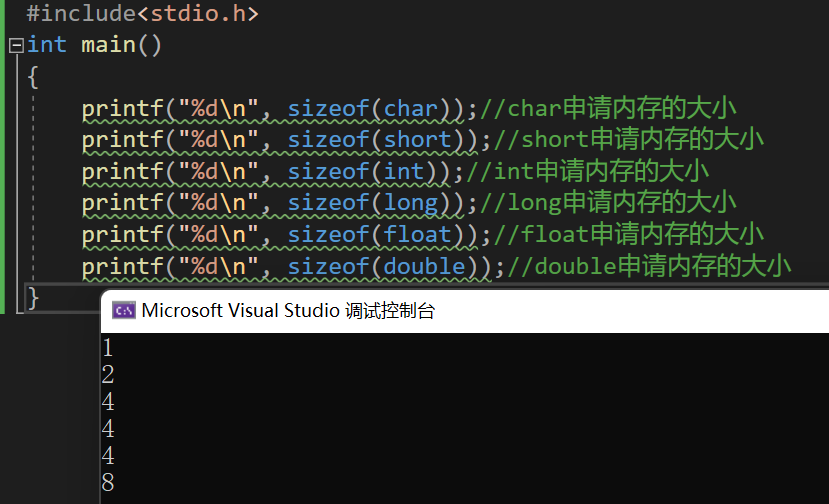 #include<stdio.h>
int main()
{
printf("%d\n", sizeof(char));//char申请内存的大小
printf("%d\n", sizeof(short));//short申请内存的大小
printf("%d\n", sizeof(int));//int申请内存的大小
printf("%d\n", sizeof(long));//long申请内存的大小
printf("%d\n", sizeof(float));//float申请内存的大小
printf("%d\n", sizeof(double));//double申请内存的大小
}
C:\ Microsoft Visual Studio 调试控制台
1
2
4
4
4
8